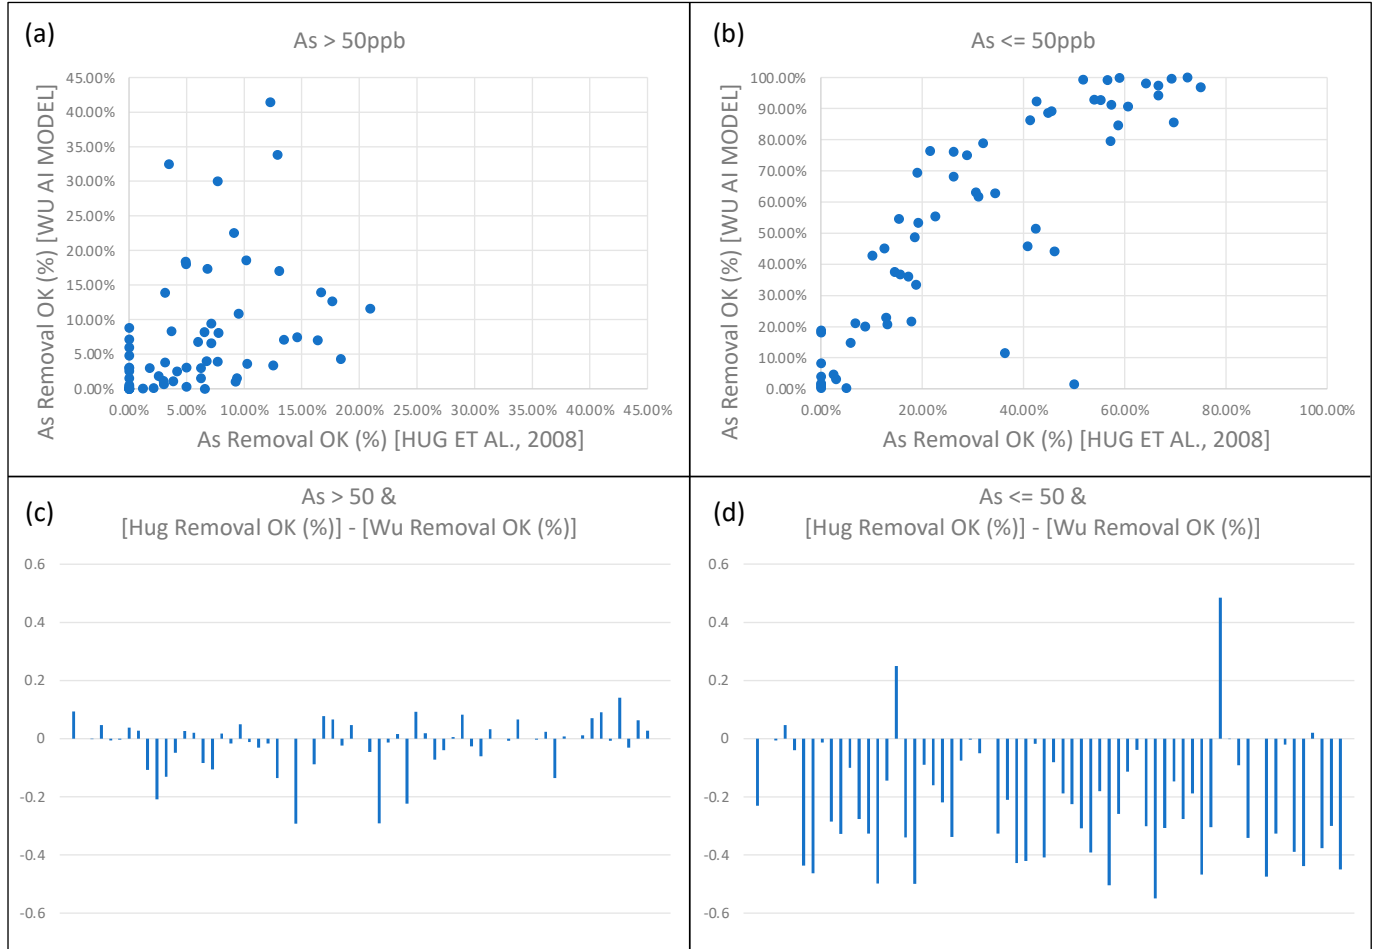 (a)
As > 50ppb
45.00%
40.00%
35.00%
30.00%
25.00%
20.00%
15.00%
10.00%
5.00%
0.00%
As Removal OK (%) [WU AI MODEL]
0.00% 5.00% 10.00% 15.00% 20.00% 25.00% 30.00% 35.00% 40.00% 45.00%
As Removal OK (%) [HUG ET AL., 2008]
(b)
As <= 50ppb
100.00%
90.00%
80.00%
70.00%
60.00%
50.00%
40.00%
30.00%
20.00%
10.00%
0.00%
As Removal OK (%) [WU AI MODEL]
0.00% 20.00% 40.00% 60.00% 80.00% 100.00%
As Removal OK (%) [HUG ET AL., 2008]
(c)
As > 50 &
[Hug Removal OK (%)] - [Wu Removal OK (%)]
0.6
0.4
0.2
0
-0.2
-0.4
-0.6
(d)
As <= 50 &
[Hug Removal OK (%)] - [Wu Removal OK (%)]
0.6
0.4
0.2
0
-0.2
-0.4
-0.6